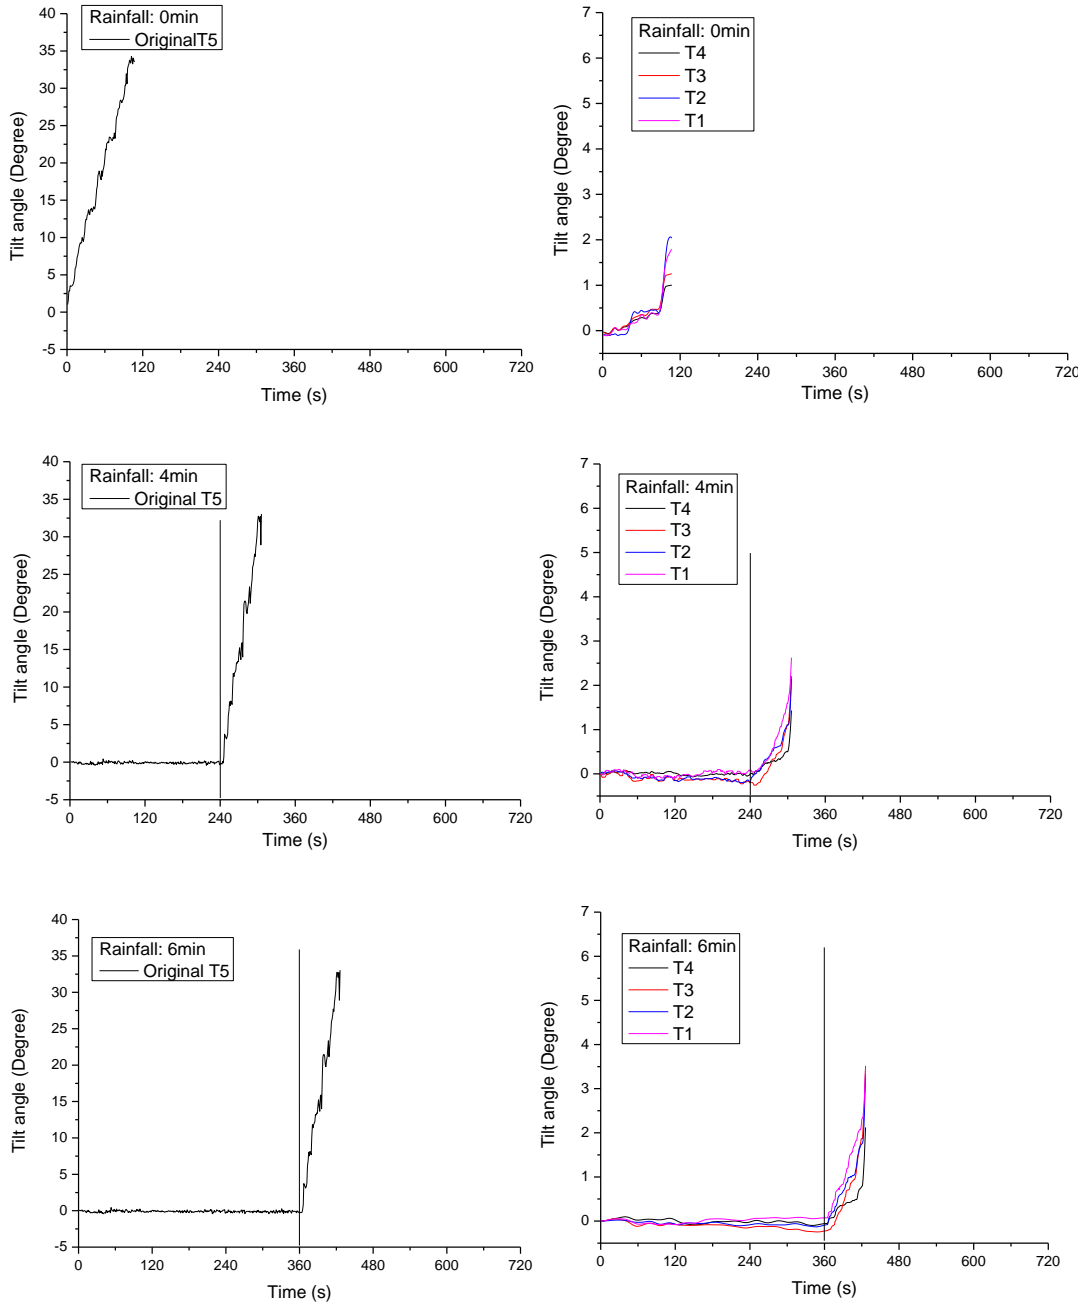 Rainfall: 0min
OriginalT5
40
35
30
25
20
15
10
5
0
-5
Tilt angle (Degree)
0 120 240 360 480 600 720
Time (s)
Rainfall: 0min
T4
T3
T2
T1
7
6
5
4
3
2
1
0
Tilt angle (Degree)
0 120 240 360 480 600 720
Time (s)
Rainfall: 4min
Original T5
40
35
30
25
20
15
10
5
0
-5
Tilt angle (Degree)
0 120 240 360 480 600 720
Time (s)
Rainfall: 4min
T4
T3
T2
T1
7
6
5
4
3
2
1
0
Tilt angle (Degree)
0 120 240 360 480 600 720
Time (s)
Rainfall: 6min
Original T5
40
35
30
25
20
15
10
5
0
-5
Tilt angle (Degree)
0 120 240 360 480 600 720
Time (s)
Rainfall: 6min
T4
T3
T2
T1
7
6
5
4
3
2
1
0
Tilt angle (Degree)
0 120 240 360 480 600 720
Time (s)